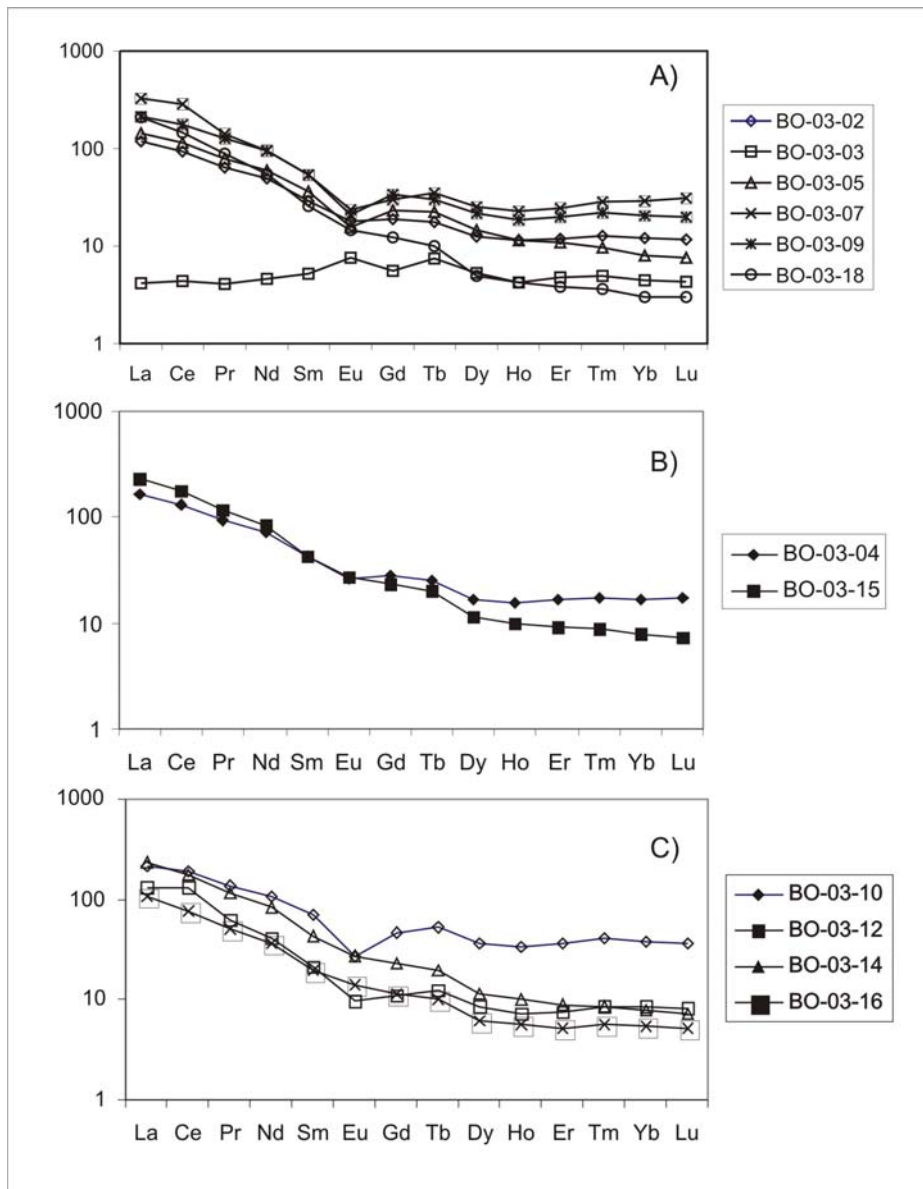 A)
1000
100
10
1
La Ce Pr Nd Sm Eu Gd Tb Dy Ho Er Tm Yb Lu
BO-03-02
BO-03-03
BO-03-05
BO-03-07
BO-03-09
BO-03-18
B)
1000
100
10
1
La Ce Pr Nd Sm Eu Gd Tb Dy Ho Er Tm Yb Lu
BO-03-04
BO-03-15
C)
1000
100
10
1
La Ce Pr Nd Sm Eu Gd Tb Dy Ho Er Tm Yb Lu
BO-03-10
BO-03-12
BO-03-14
BO-03-16